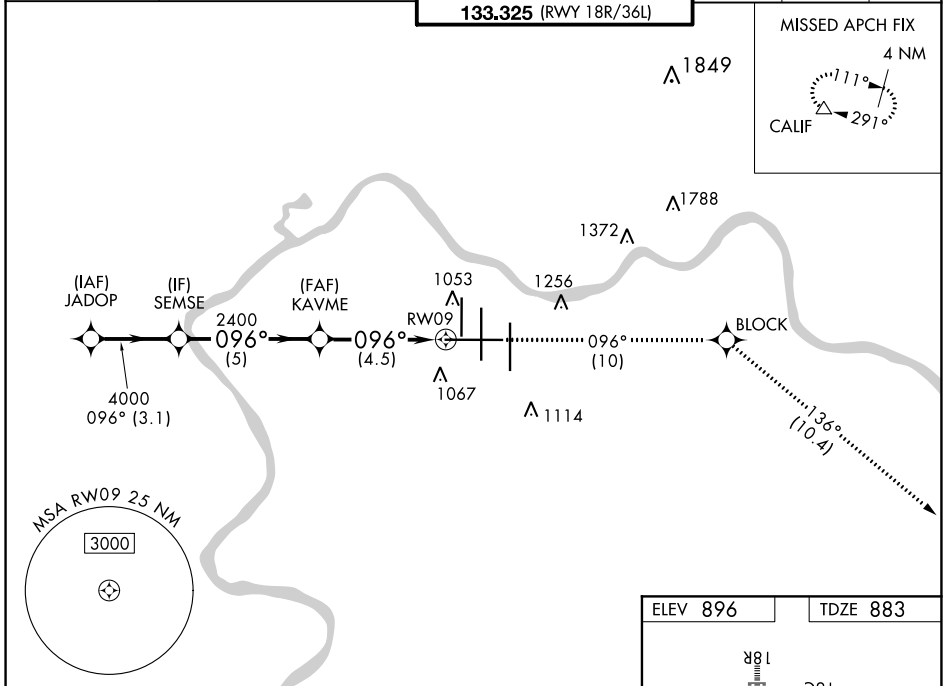 133.325 (RWY 18R/36L)
MISSED APCH FIX
4 NM
111°
291°
CALIF
1849
1788
1372
1256
1053
(IAF)
JADOP
(IF)
SEMSE
(FAF)
KAVME
RW09
2400
096°
(5)
096°
(4.5)
096°
(10)
BLOCK
4000
096° (3.1)
1067
1114
136°
(10.4)
MSA RW09 25 NM
3000
ELEV 896
TDZE 883
18R